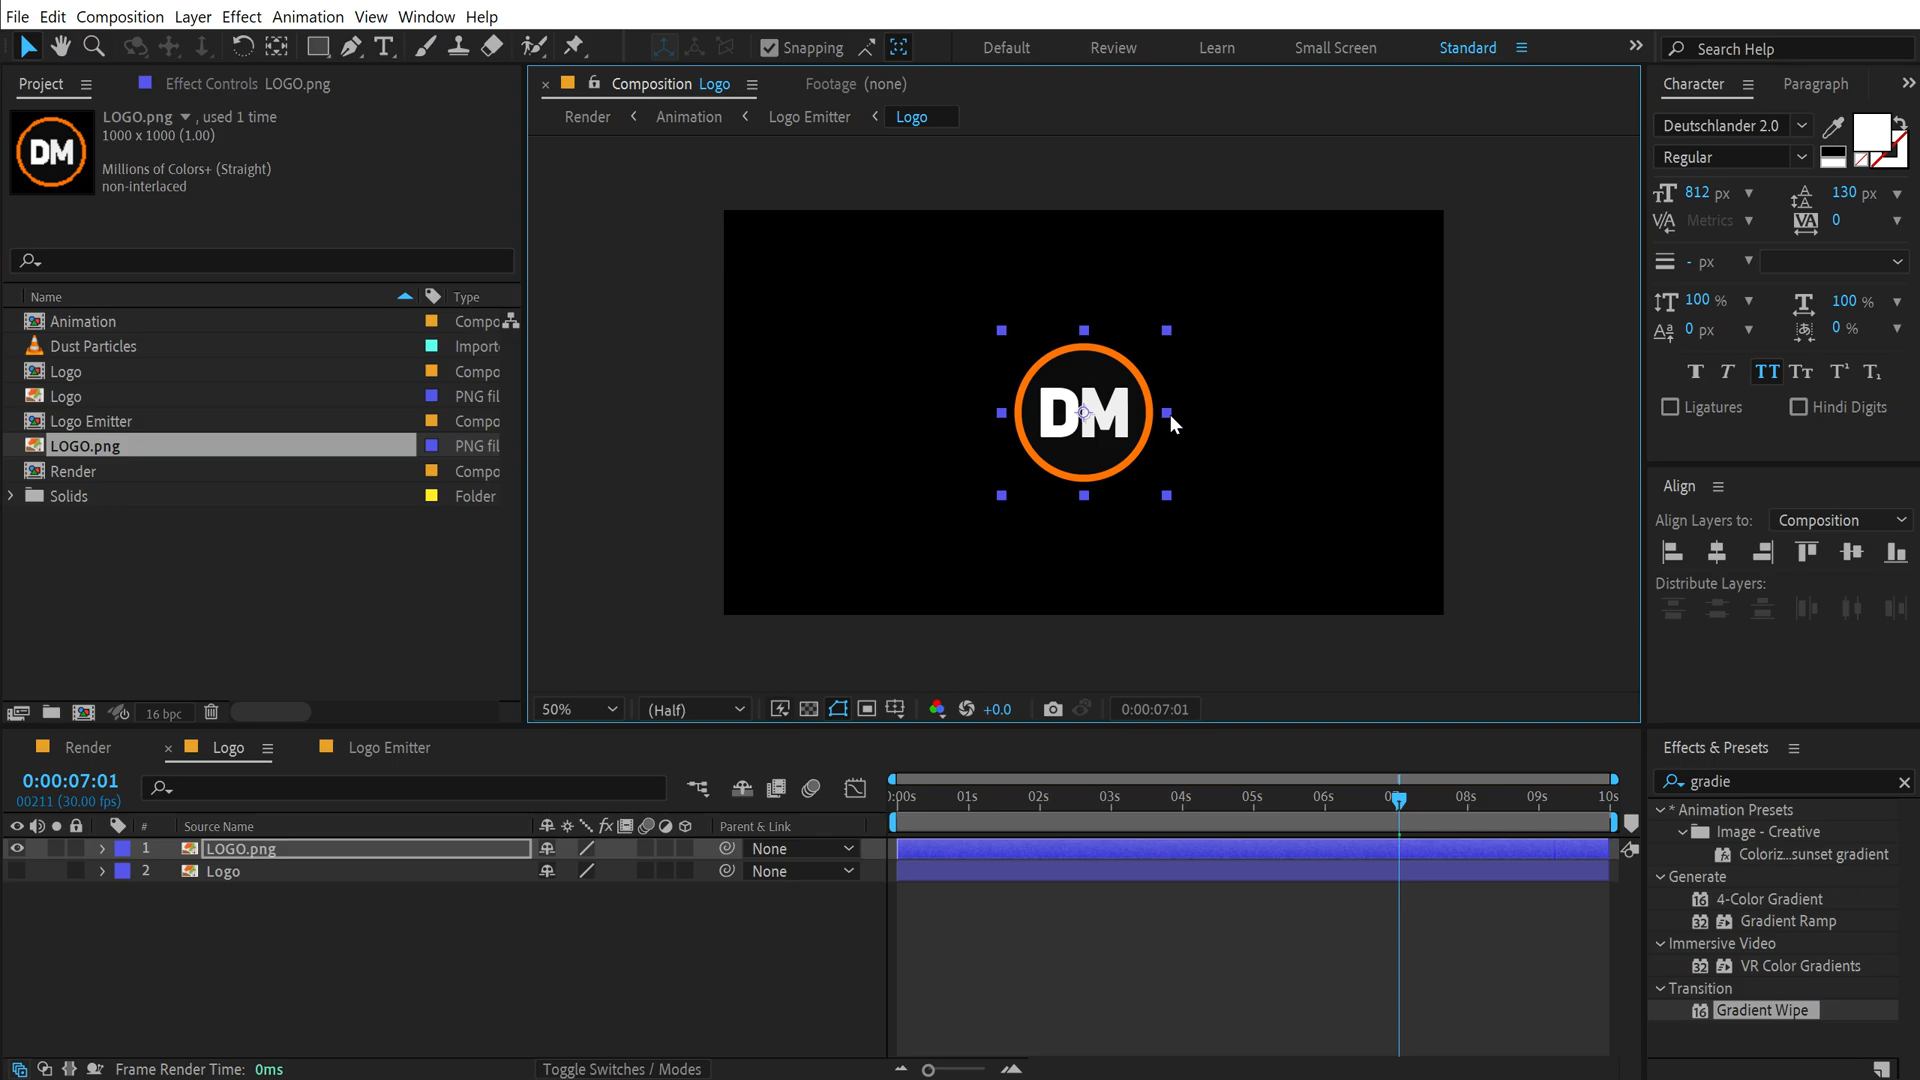 File Edit Composition Layer Effect Animation View Window Help
Snapping Default Review Learn Small Screen Standard Search Help
Project Effect Controls LOGO.png
LOGO.png , used 1 time
1000 x 1000 (1.00)
Millions of Colors+ (Straight)
non-interlaced
DM
Name Type
Animation Compo
Dust Particles Import
Logo Compo
Logo PNG fil
Logo Emitter Compo
LOGO.png PNG fil
Render Compo
Solids Folder
16 bpc
Composition Logo Footage (none)
Render Animation Logo Emitter Logo
DM
50% (Half) +0.0 0:00:07:01
Character Paragraph
Deutschlander 2.0
Regular
812 px 130 px
Metrics 0
- px
100 % 100 %
0 px 0 %
Ligatures Hindi Digits
Align
Align Layers to: Composition
Distribute Layers:
Render Logo Logo Emitter
0:00:07:01
00211 (30.00 fps)
:00s 01s 02s 03s 04s 05s 06s 07s 08s 09s 10s
# Source Name Parent & Link
1 LOGO.png None
2 Logo None
Frame Render Time: 0ms Toggle Switches / Modes
Effects & Presets
gradie
* Animation Presets
Image - Creative
Coloriz...sunset gradient
Generate
16 4-Color Gradient
32 Gradient Ramp
Immersive Video
32 VR Color Gradients
Transition
16 Gradient Wipe